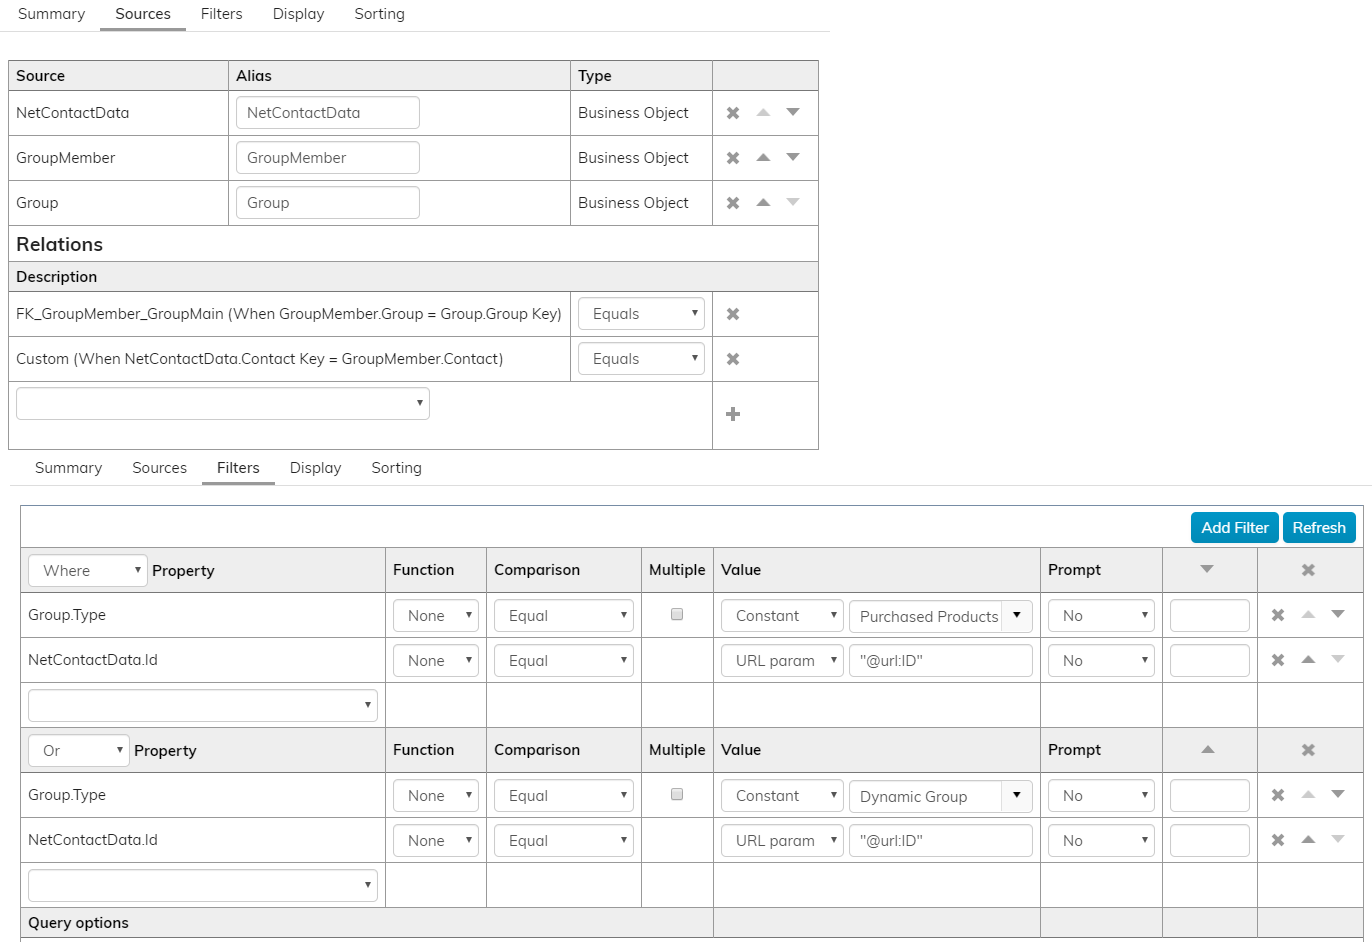 Summary Sources Filters Display Sorting
Source Alias Type
NetContactData NetContactData Business Object
GroupMember GroupMember Business Object
Group Group Business Object
Relations
Description
FK_GroupMember_GroupMain (When GroupMember.Group = Group.Group Key) Equals
Custom (When NetContactData.Contact Key = GroupMember.Contact) Equals
Summary Sources Filters Display Sorting
Add Filter Refresh
Where Property Function Comparison Multiple Value Prompt
Group.Type None Equal Constant Purchased Products No
NetContactData.Id None Equal URL param "@url:ID" No
Or Property Function Comparison Multiple Value Prompt
Group.Type None Equal Constant Dynamic Group No
NetContactData.Id None Equal URL param "@url:ID" No
Query options